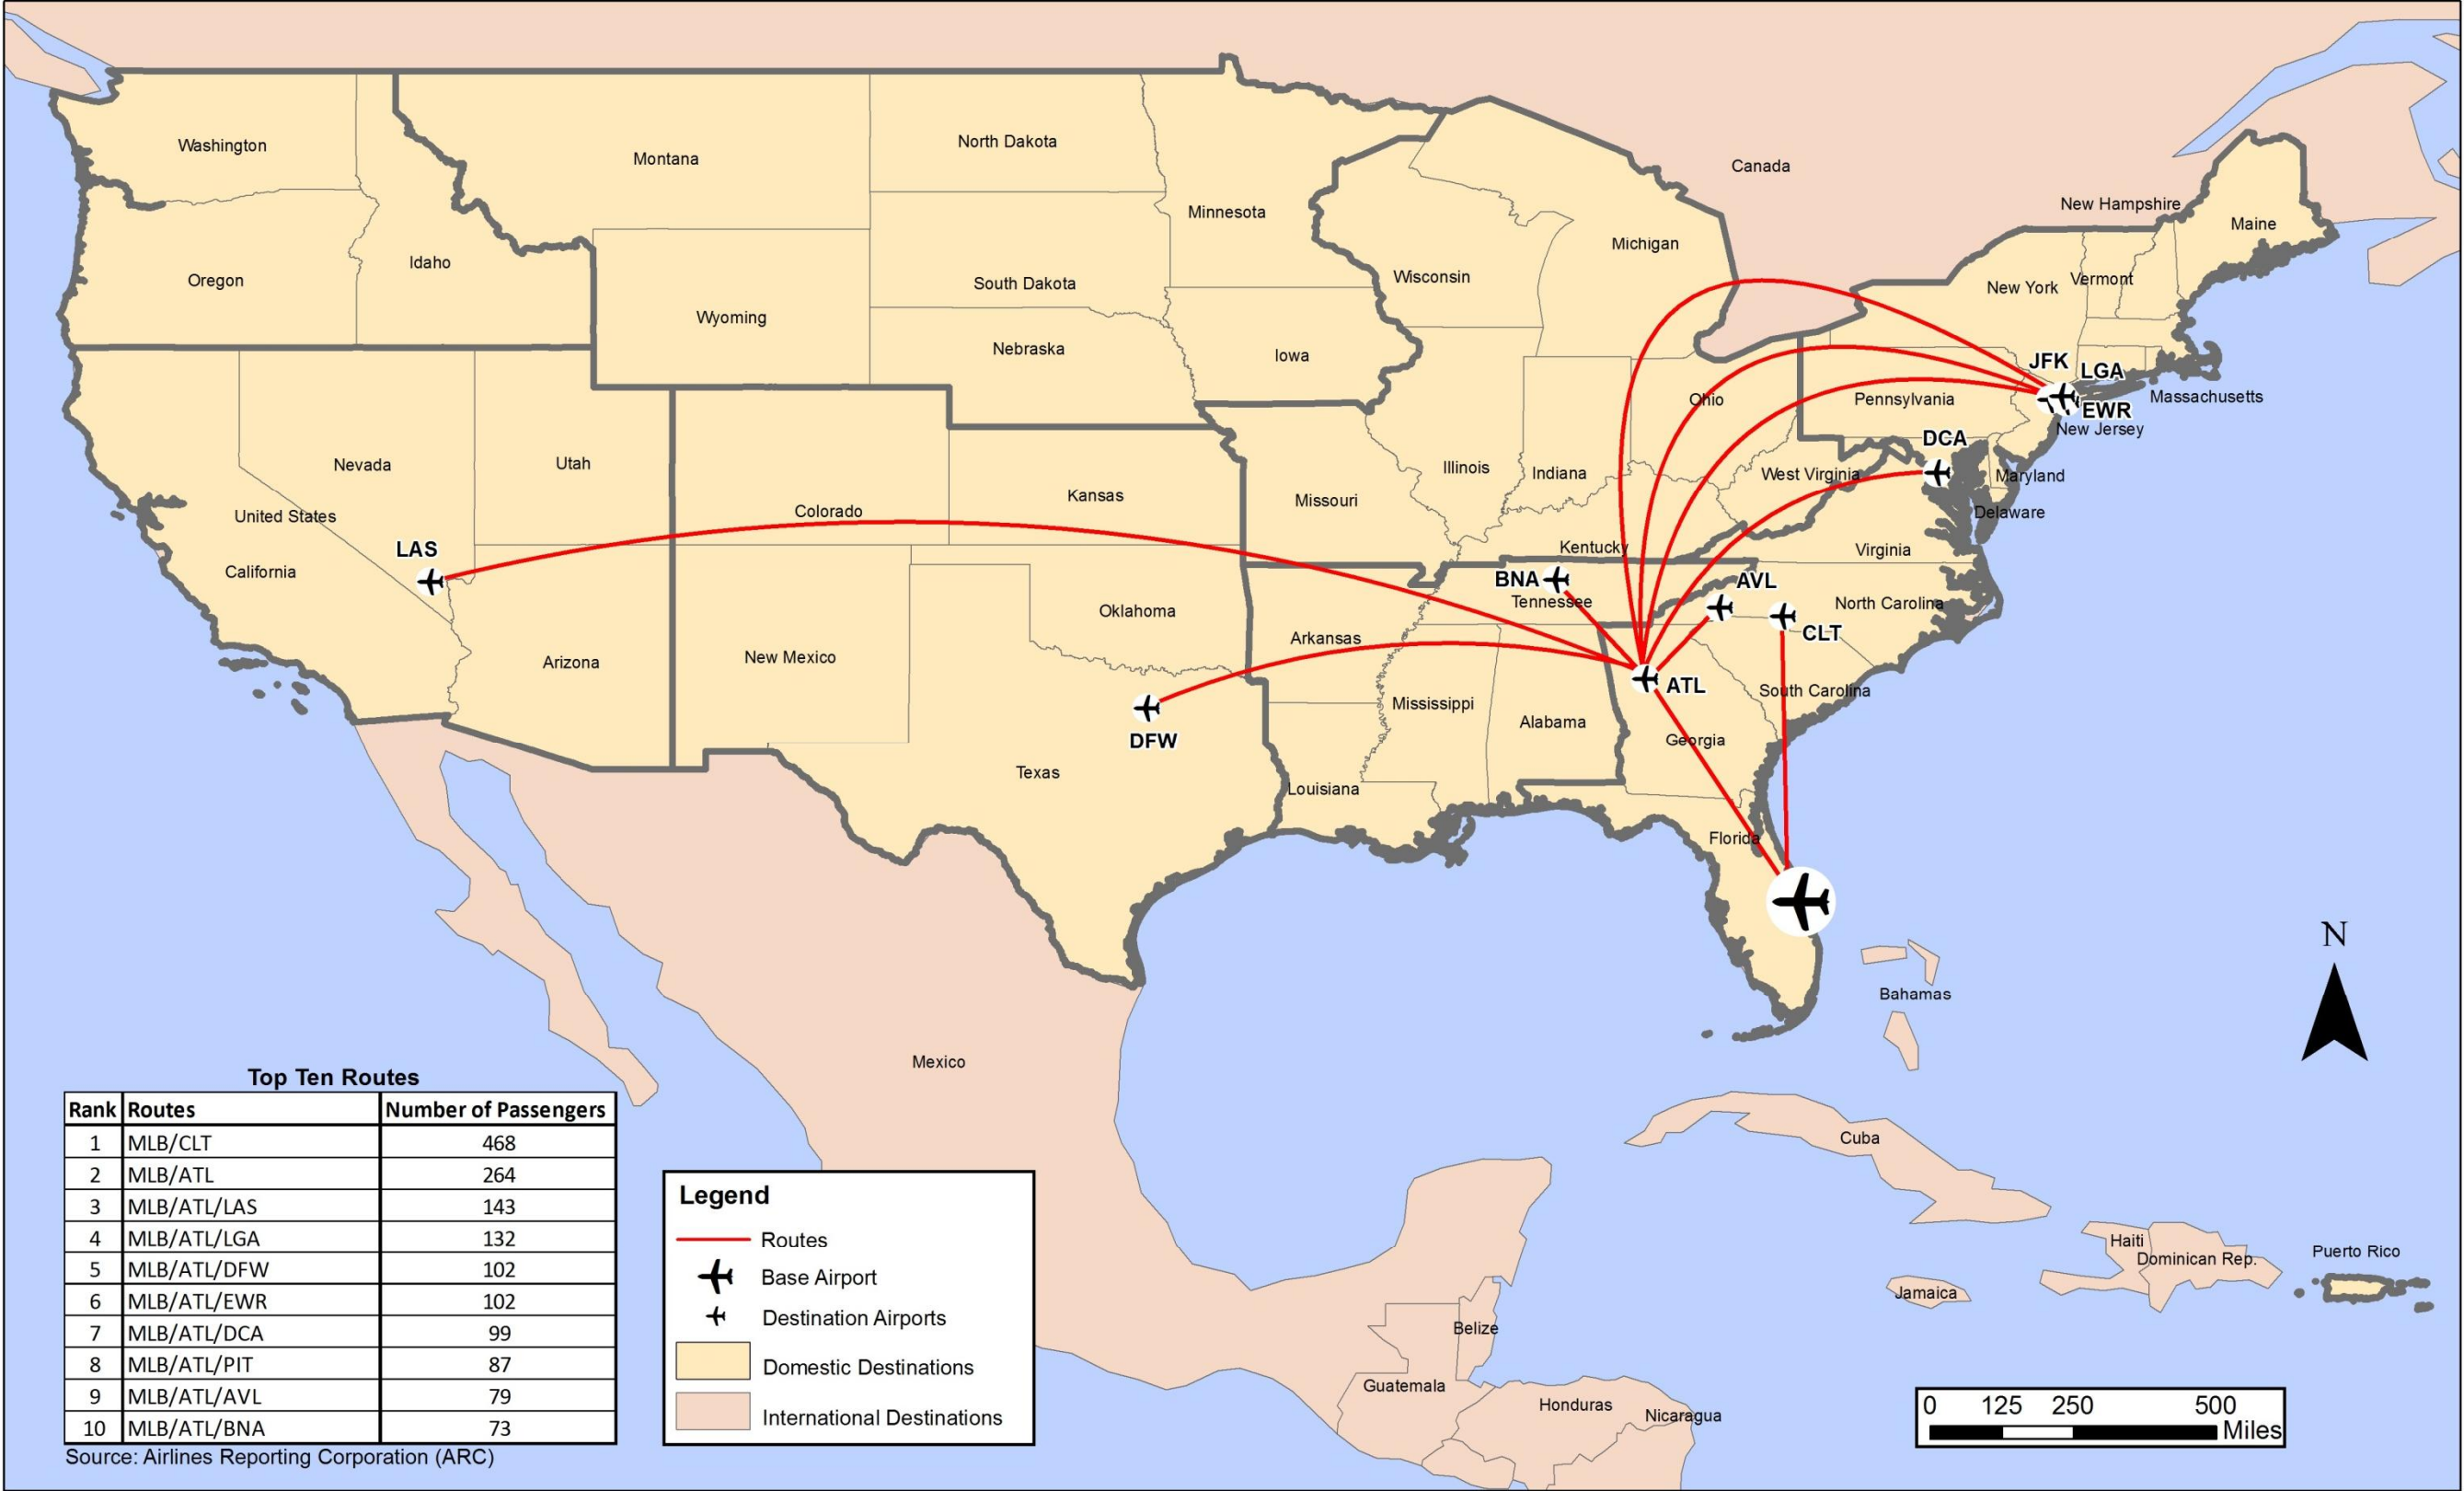 Canada
Washington
Montana
North Dakota
Minnesota
Michigan
New Hampshire
Maine
Oregon
Idaho
Wyoming
South Dakota
Wisconsin
New York
Vermont
Nebraska
Iowa
Ohio
Pennsylvania
JFK
LGA
EWR
Massachusetts
New Jersey
DCA
Nevada
Utah
Colorado
Kansas
Missouri
Illinois
Indiana
West Virginia
Maryland
Delaware
United States
California
LAS
Kentucky
Virginia
BNA
Tennessee
AVL
North Carolina
CLT
Arizona
New Mexico
Oklahoma
Arkansas
ATL
South Carolina
DFW
Mississippi
Alabama
Georgia
Texas
Louisiana
Florida
N
Bahamas
Mexico
Cuba
Haiti
Dominican Rep.
Puerto Rico
Jamaica
Belize
Guatemala
Honduras
Nicaragua
Top Ten Routes
Rank Routes Number of Passengers
1 MLB/CLT 468
2 MLB/ATL 264
3 MLB/ATL/LAS 143
4 MLB/ATL/LGA 132
5 MLB/ATL/DFW 102
6 MLB/ATL/EWR 102
7 MLB/ATL/DCA 99
8 MLB/ATL/PIT 87
9 MLB/ATL/AVL 79
10 MLB/ATL/BNA 73
Source: Airlines Reporting Corporation (ARC)
Legend
Routes
Base Airport
Destination Airports
Domestic Destinations
International Destinations
0 125 250 500
Miles